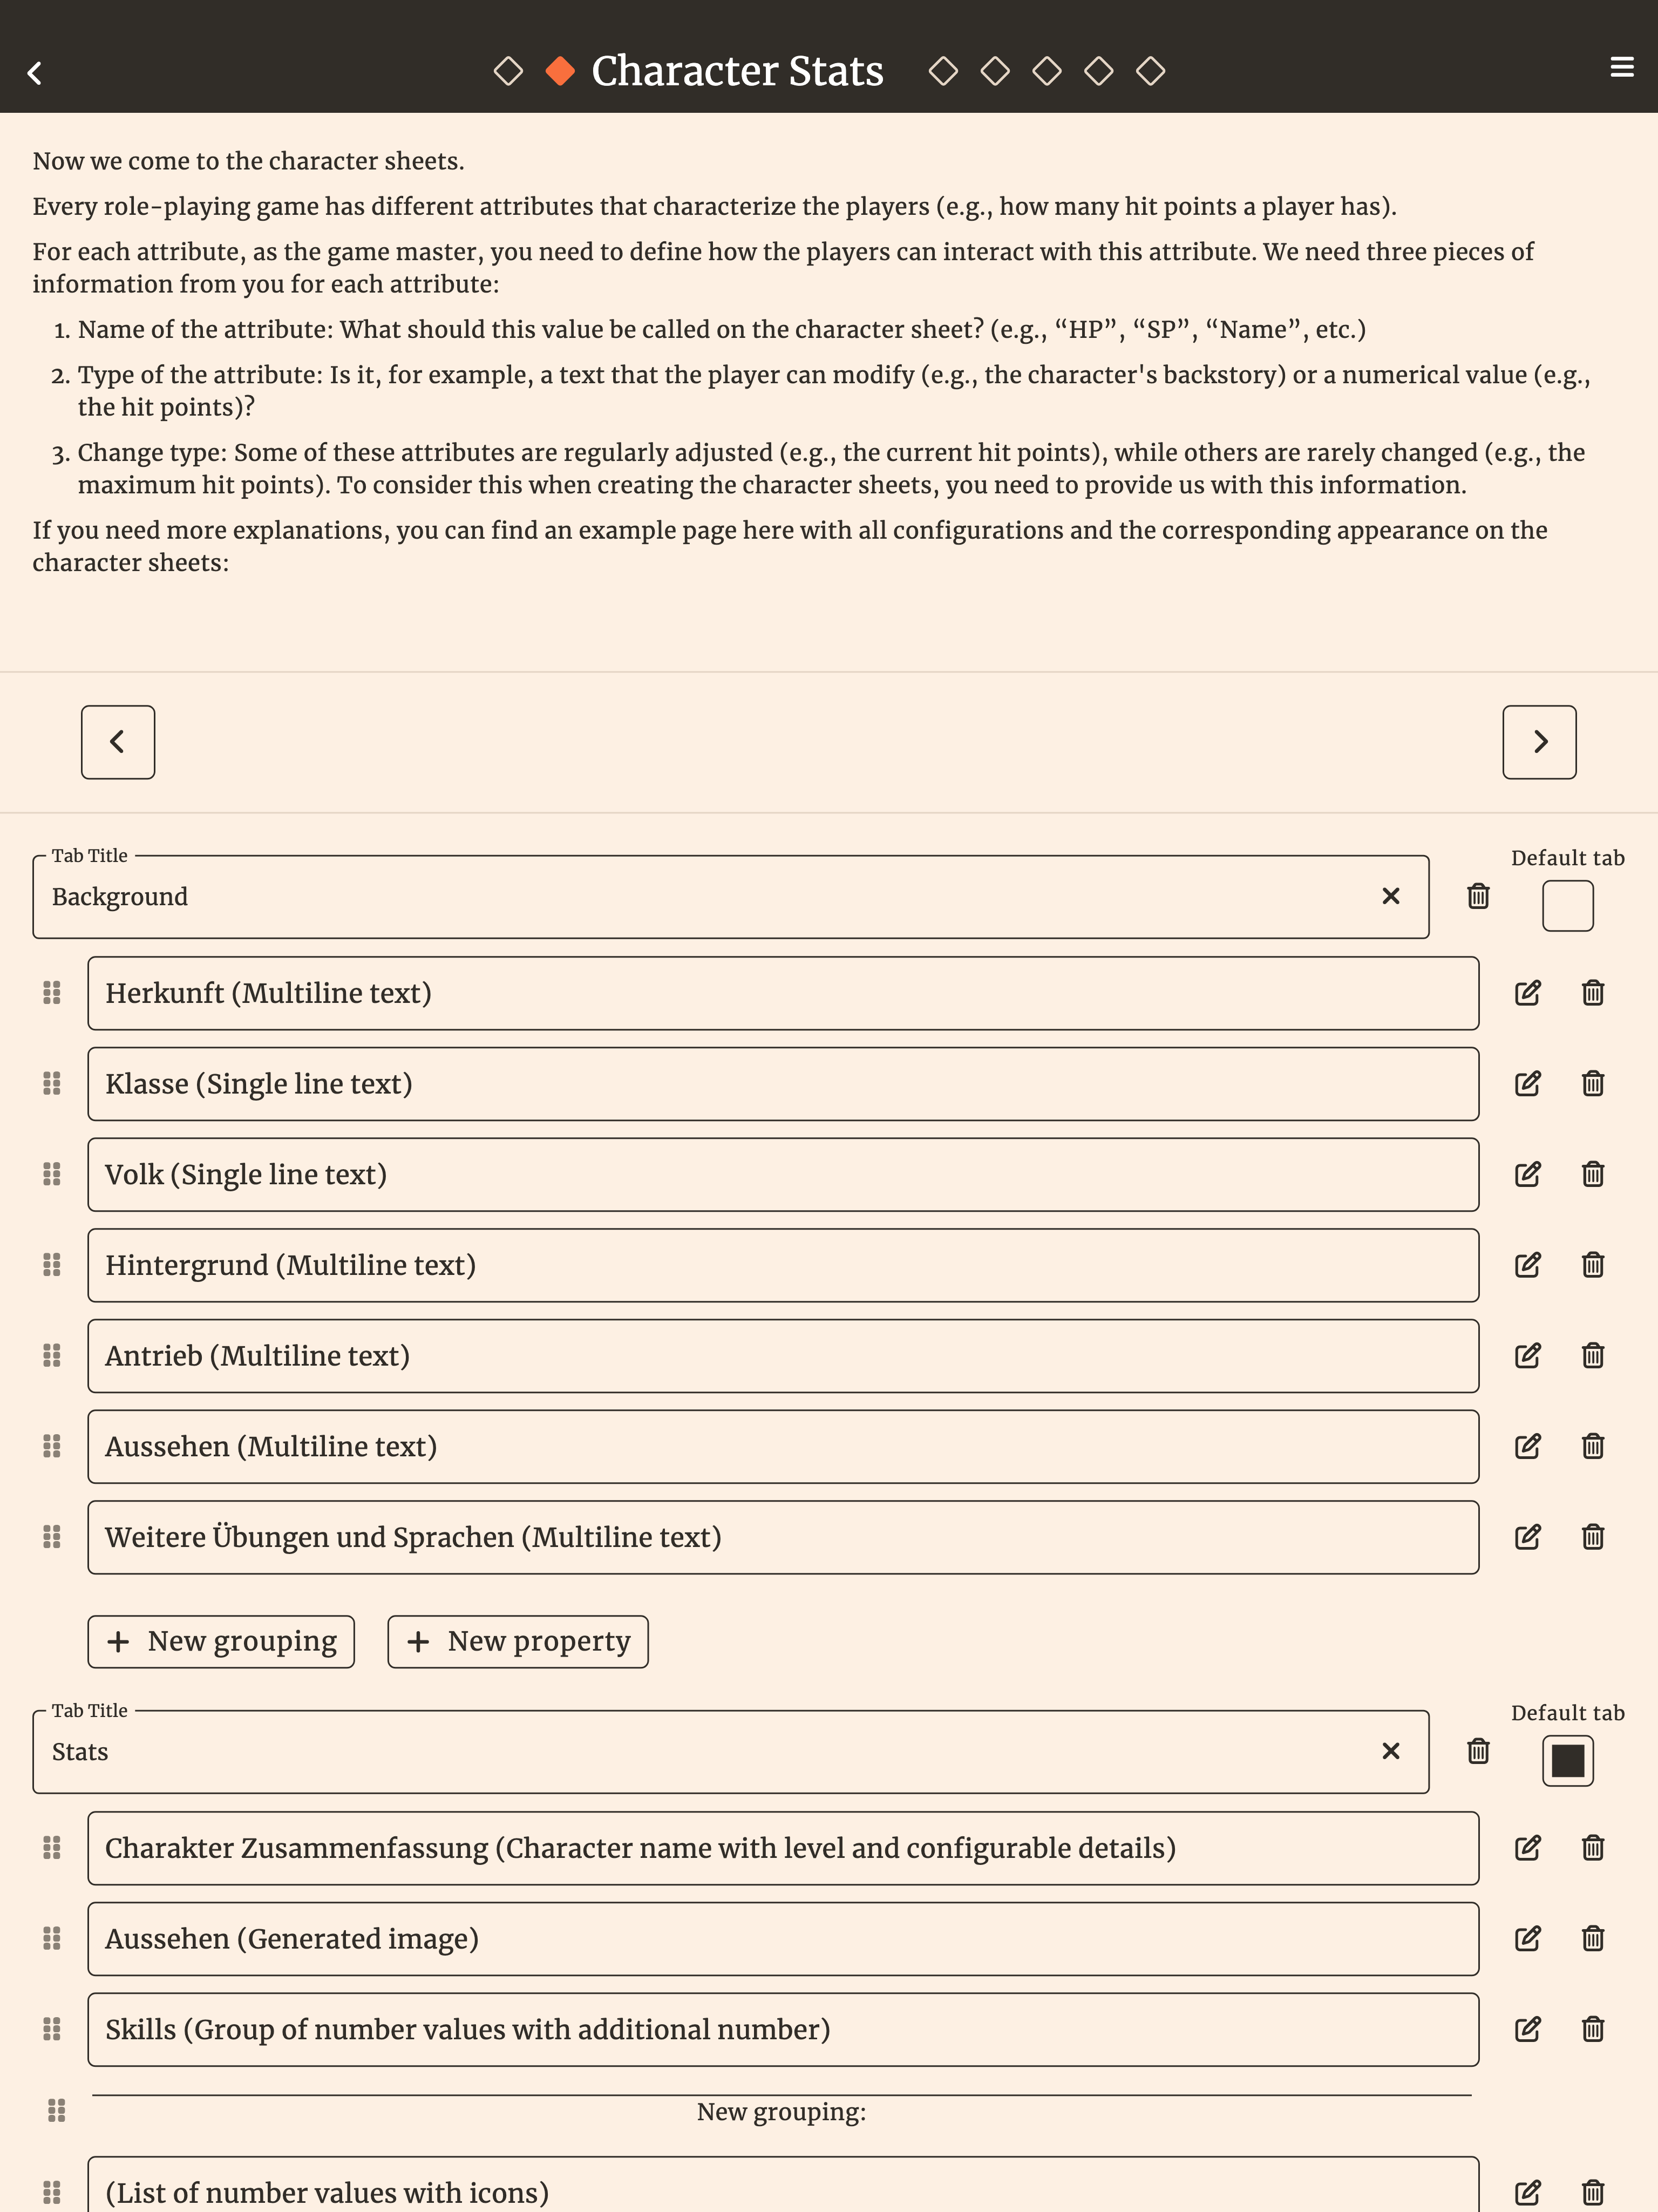 Character Stats
Now we come to the character sheets.
Every role-playing game has different attributes that characterize the players (e.g., how many hit points a player has).
For each attribute, as the game master, you need to define how the players can interact with this attribute. We need three pieces of
information from you for each attribute:
1. Name of the attribute: What should this value be called on the character sheet? (e.g., “HP”, “SP”, “Name”, etc.)
2. Type of the attribute: Is it, for example, a text that the player can modify (e.g., the character's backstory) or a numerical value (e.g.,
the hit points)?
3. Change type: Some of these attributes are regularly adjusted (e.g., the current hit points), while others are rarely changed (e.g., the
maximum hit points). To consider this when creating the character sheets, you need to provide us with this information.
If you need more explanations, you can find an example page here with all configurations and the corresponding appearance on the
character sheets:
Tab Title
Default tab
Background
Herkunft (Multiline text)
Klasse (Single line text)
Volk (Single line text)
Hintergrund (Multiline text)
Antrieb (Multiline text)
Aussehen (Multiline text)
Weitere Übungen und Sprachen (Multiline text)
New grouping
New property
Tab Title
Default tab
Stats
Charakter Zusammenfassung (Character name with level and configurable details)
Aussehen (Generated image)
Skills (Group of number values with additional number)
New grouping:
(List of number values with icons)